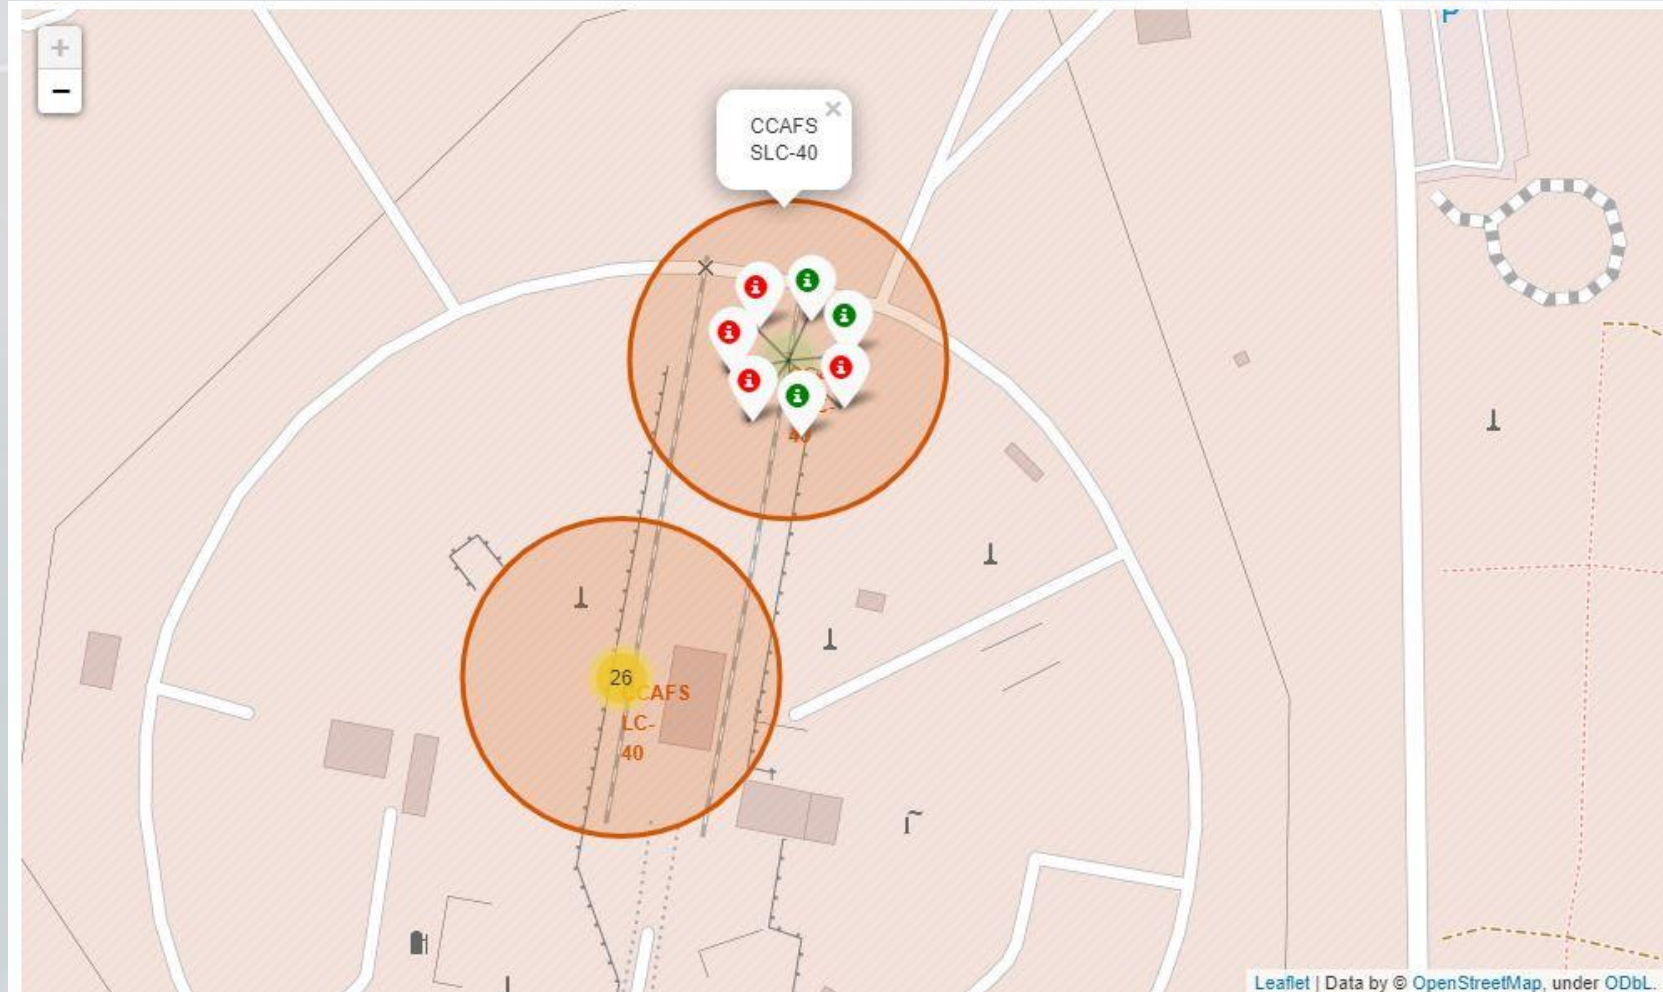 P
+
−
CCAFS
SLC-40
×
26
CCAFS
LC-
40
Leaflet | Data by © OpenStreetMap, under ODbL.